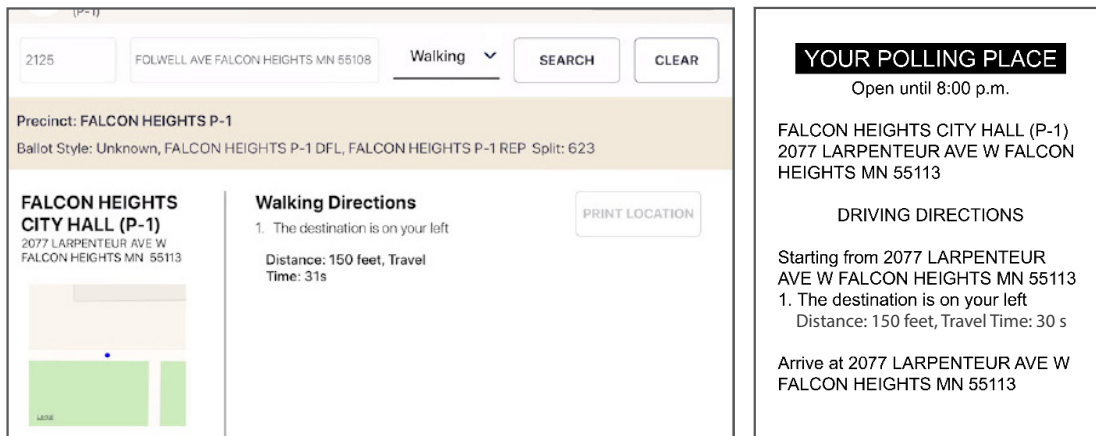 (P-1)
2125
FOLWELL AVE FALCON HEIGHTS MN 55108
Walking
SEARCH
CLEAR
Precinct: FALCON HEIGHTS P-1
Ballot Style: Unknown, FALCON HEIGHTS P-1 DFL, FALCON HEIGHTS P-1 REP Split: 623
FALCON HEIGHTS
CITY HALL (P-1)
2077 LARPENTEUR AVE W
FALCON HEIGHTS MN 55113
Legal
Walking Directions
1. The destination is on your left
Distance: 150 feet, Travel
Time: 31s
PRINT LOCATION
YOUR POLLING PLACE
Open until 8:00 p.m.
FALCON HEIGHTS CITY HALL (P-1)
2077 LARPENTEUR AVE W FALCON
HEIGHTS MN 55113
DRIVING DIRECTIONS
Starting from 2077 LARPENTEUR
AVE W FALCON HEIGHTS MN 55113
1. The destination is on your left
Distance: 150 feet, Travel Time: 30 s
Arrive at 2077 LARPENTEUR AVE W
FALCON HEIGHTS MN 55113